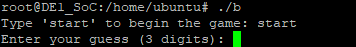 root@DE1_SoC:/home/ubuntu# ./b
Type 'start' to begin the game: start
Enter your guess (3 digits):